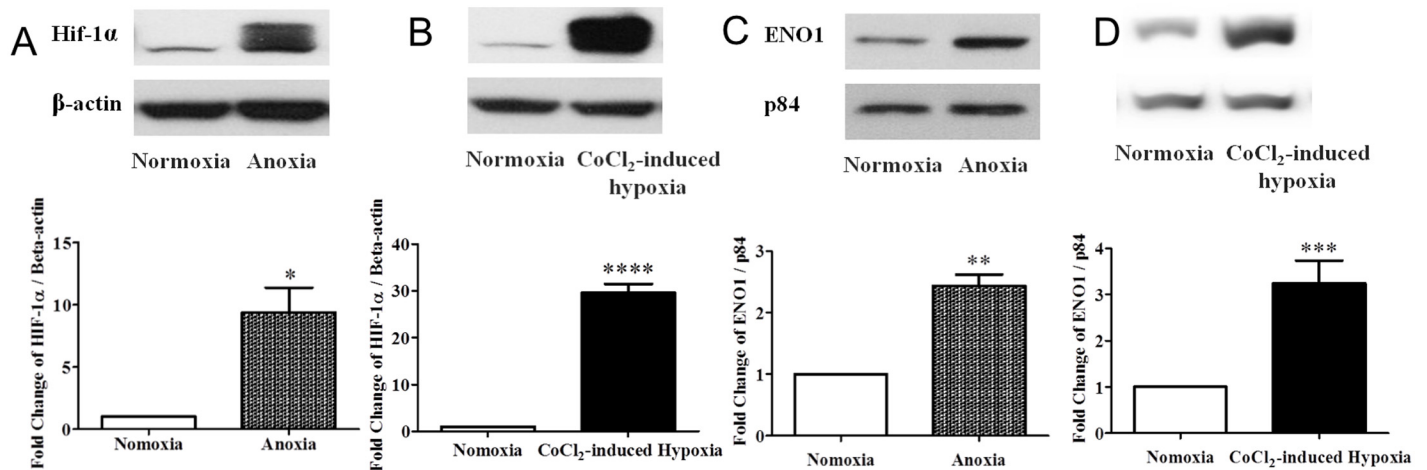 A
Hif-1α
β-actin
Normoxia Anoxia
B
Normoxia CoCl₂-induced
hypoxia
C
ENO1
p84
Normoxia Anoxia
D
Normoxia CoCl₂-induced
hypoxia
Fold Change of HIF-1α / Beta-actin
15
10
5
0
*
Nomoxia Anoxia
Fold Change of HIF-1α / Beta-actin
40
30
20
10
0
****
Nomoxia CoCl₂-induced Hypoxia
Fold Change of ENO1 / p84
3
2
1
0
**
Nomoxia Anoxia
Fold Change of ENO1 / p84
4
3
2
1
0
***
Nomoxia CoCl₂-induced Hypoxia